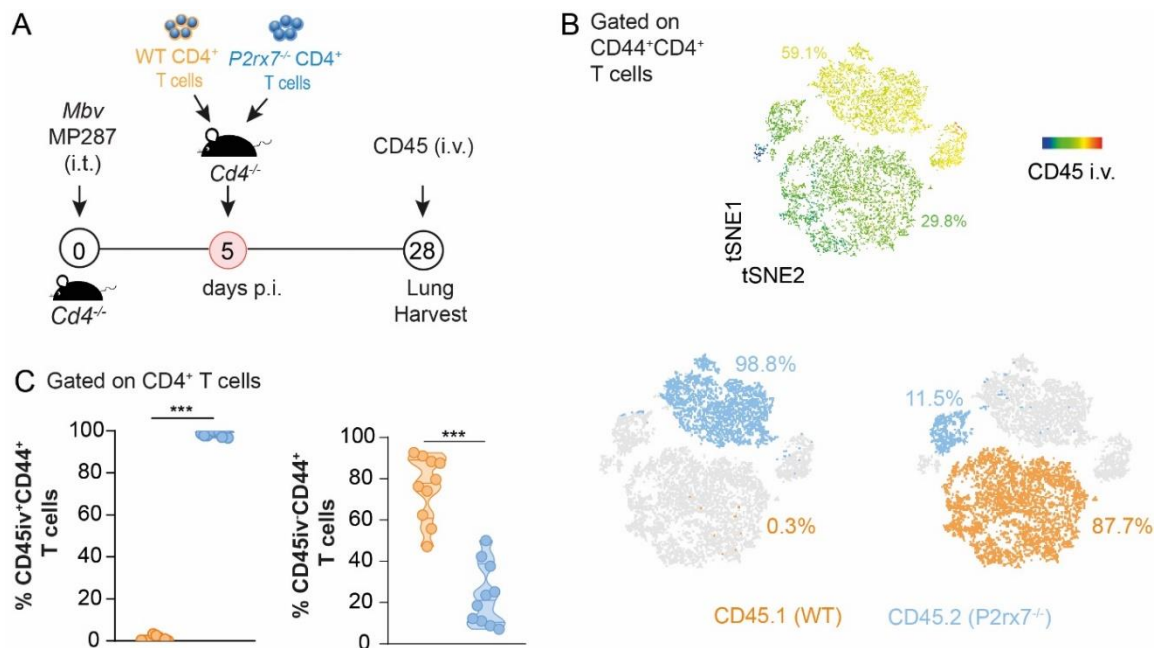 A
WT CD4⁺
T cells
P2rx7⁻/⁻ CD4⁺
T cells
Mbv
MP287
(i.t.)
Cd4⁻/⁻
CD45 (i.v.)
0
5
28
Cd4⁻/⁻
days p.i.
Lung
Harvest
B
Gated on
CD44⁺CD4⁺
T cells
59.1%
CD45 i.v.
29.8%
tSNE1
tSNE2
98.8%
0.3%
11.5%
87.7%
CD45.1 (WT)
CD45.2 (P2rx7⁻/⁻)
C
Gated on CD4⁺ T cells
% CD45iv⁺CD44⁺
T cells
100
80
60
40
20
0
***
% CD45iv⁻CD44⁺
T cells
100
80
60
40
20
0
***